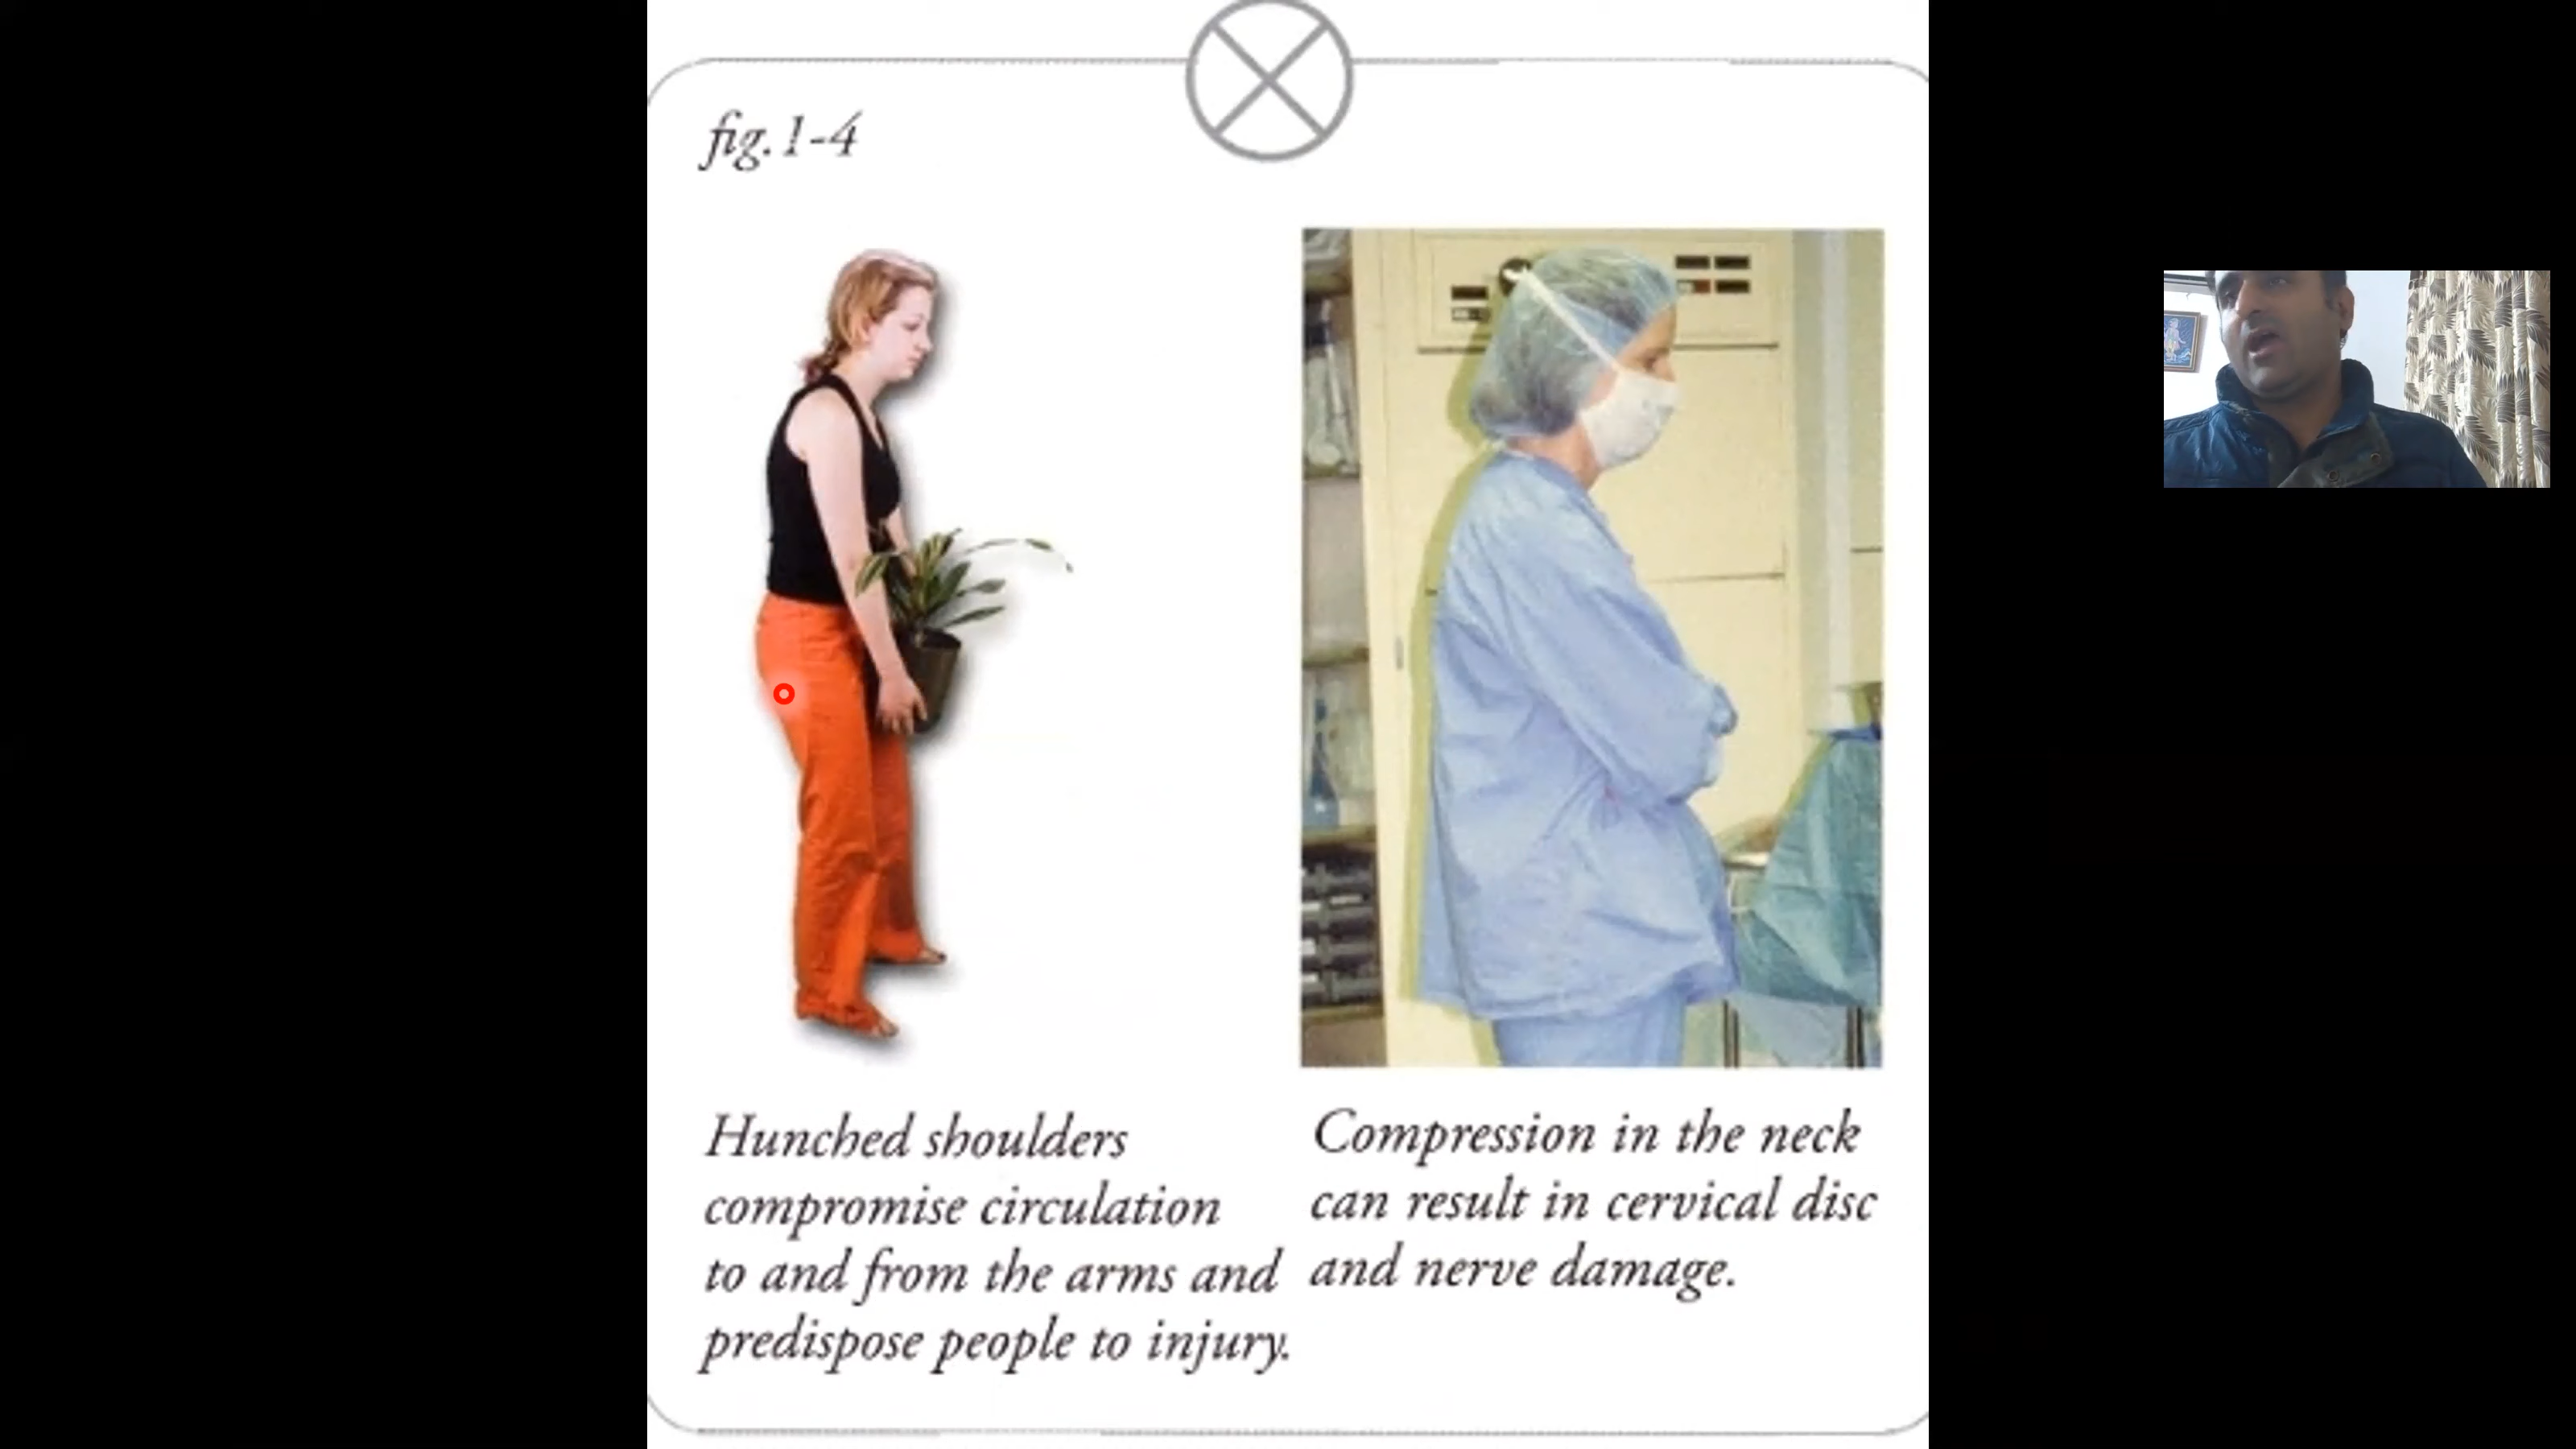 fig. 1-4
Hunched shoulders
compromise circulation
to and from the arms and
predispose people to injury.
Compression in the neck
can result in cervical disc
and nerve damage.